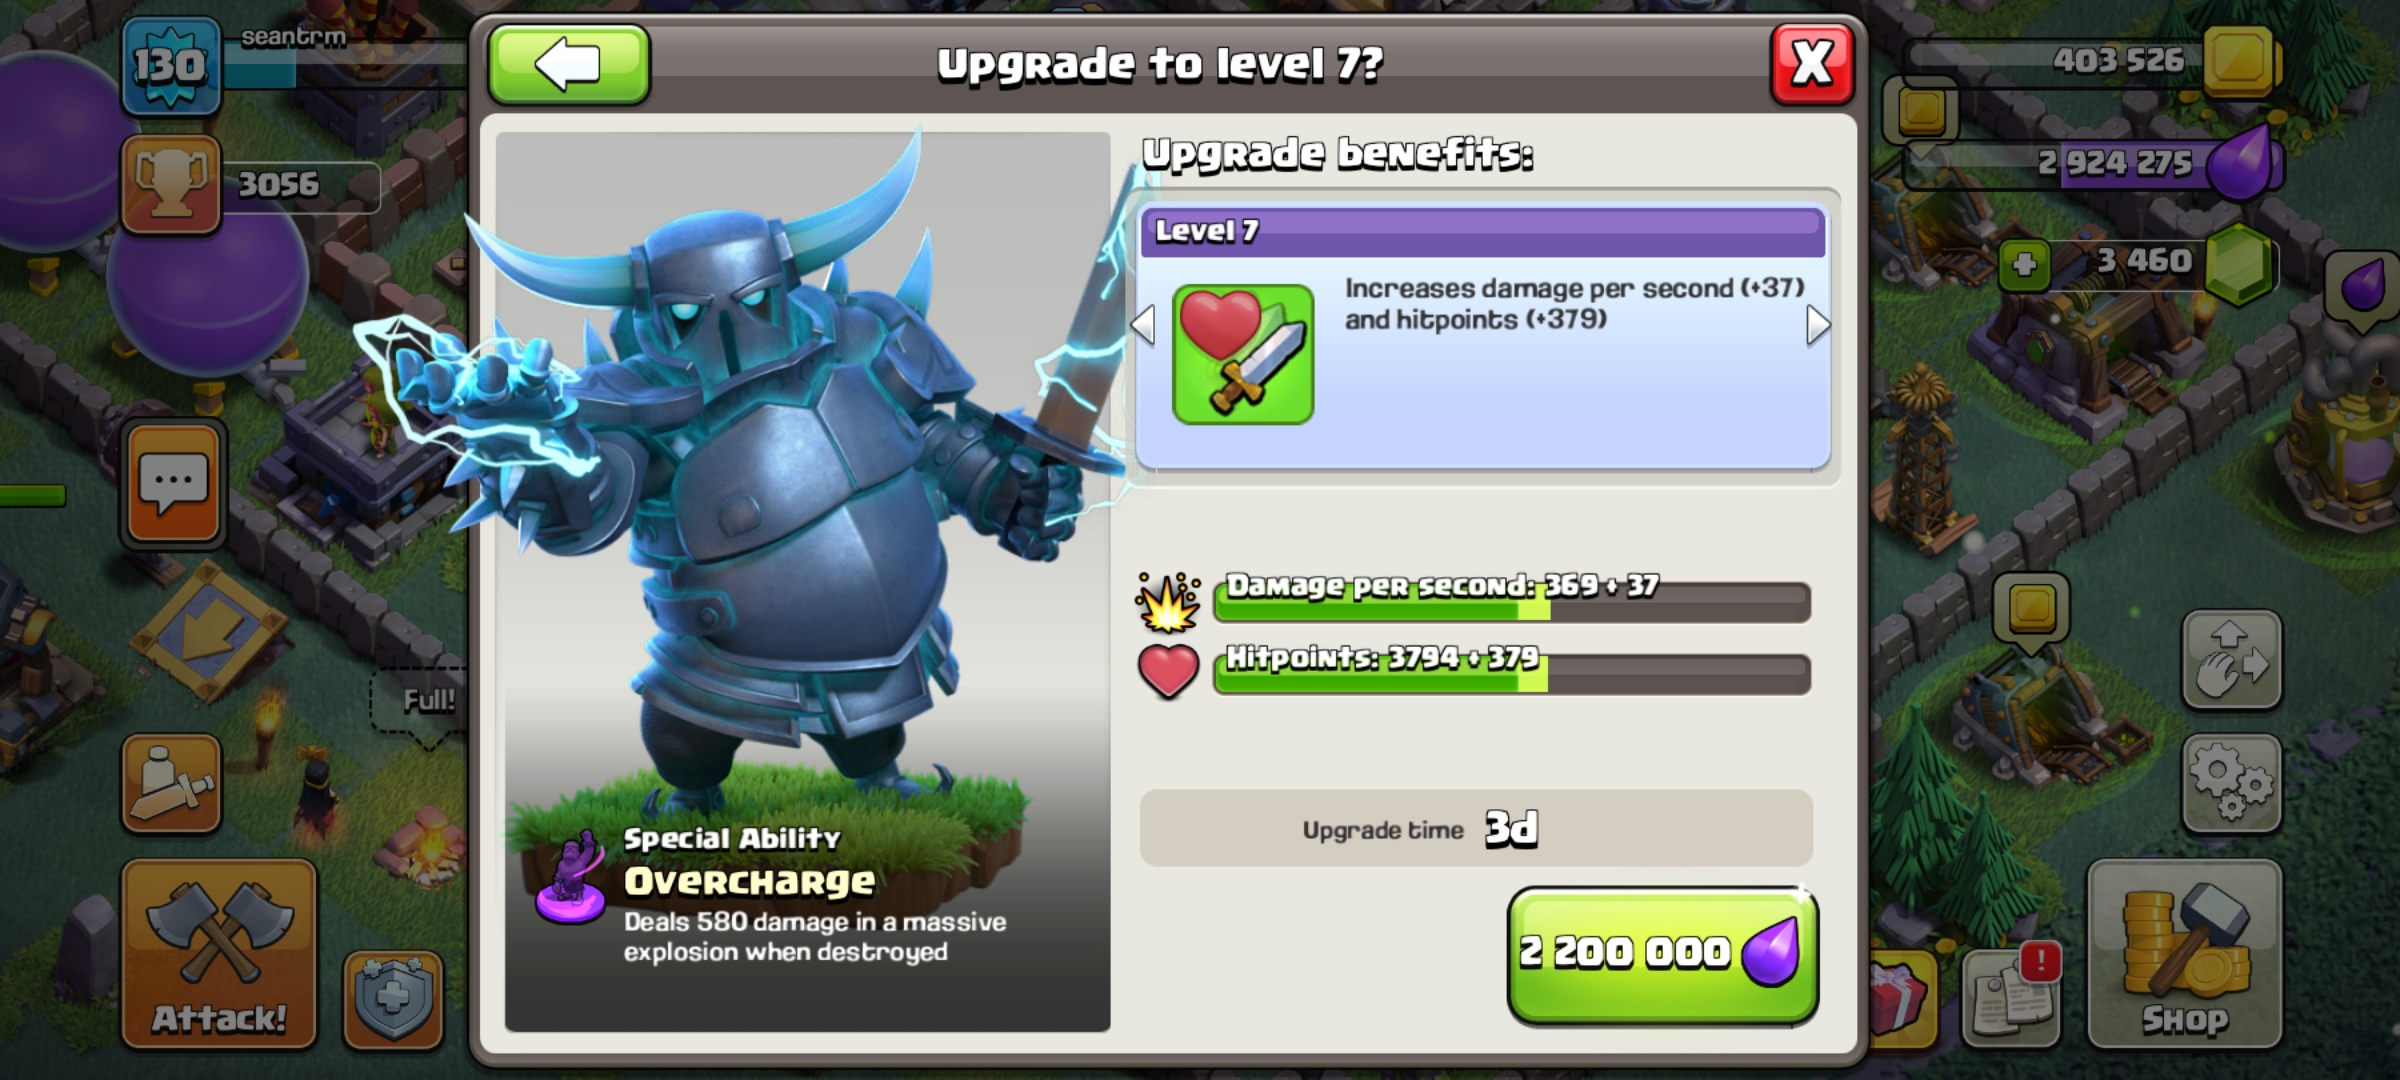 130
seantrm
3056
Upgrade to level 7?
X
403 526
2 924 275
3 460
Upgrade benefits:
Level 7
Increases damage per second (+37)
and hitpoints (+379)
Damage per second: 369 + 37
Hitpoints: 3794 + 379
Full!
Upgrade time 3d
Special Ability
Overcharge
Deals 580 damage in a massive
explosion when destroyed
2 200 000
Attack!
!
Shop